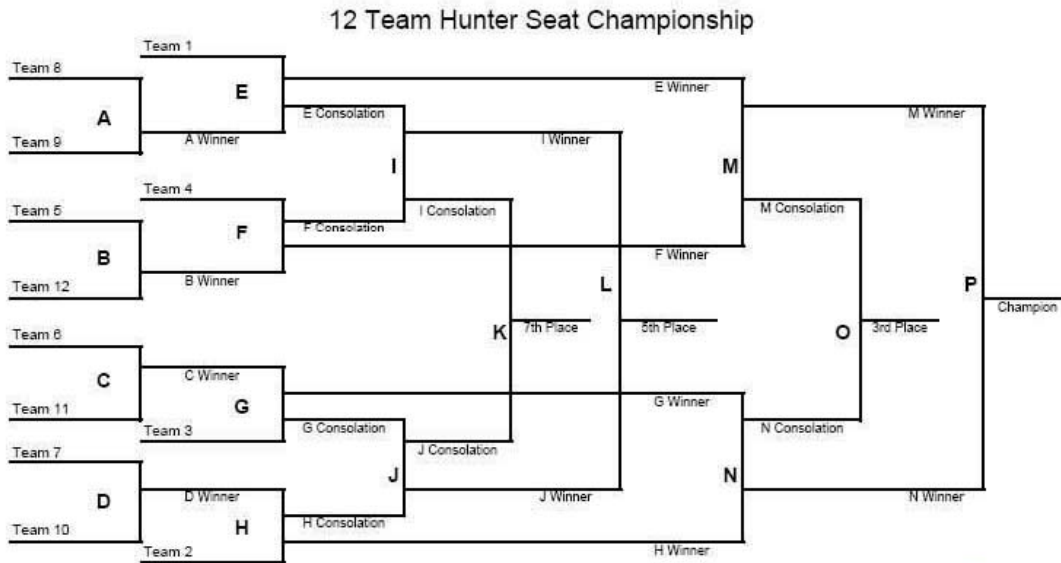 12 Team Hunter Seat Championship
Team 1
Team 8
E
E Winner
A
E Consolation
M Winner
Team 9
A Winner
I Winner
I
M
Team 4
Team 5
I Consolation
M Consolation
F
F Consolation
B
F Winner
Team 12
B Winner
L
P
Champion
K
7th Place
5th Place
O
3rd Place
Team 6
C
C Winner
G
G Winner
Team 11
G Consolation
N Consolation
Team 3
J Consolation
Team 7
J
N
D
D Winner
J Winner
N Winner
Team 10
H
H Consolation
Team 2
H Winner